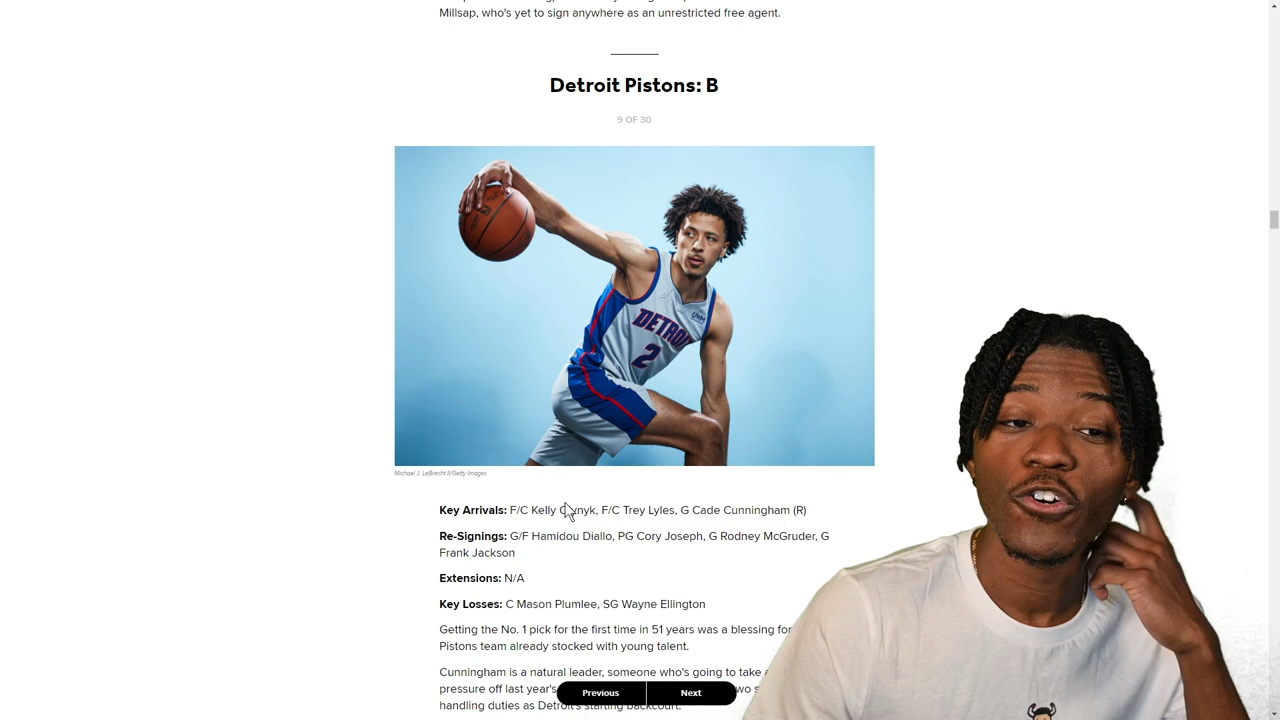 Millsap, who's yet to sign anywhere as an unrestricted free agent.
Detroit Pistons: B
9 OF 30
UWM
DETROIT
2
Michael J. LeBrecht II/Getty Images
Key Arrivals: F/C Kelly Olynyk, F/C Trey Lyles, G Cade Cunningham (R)
Re-Signings: G/F Hamidou Diallo, PG Cory Joseph, G Rodney McGruder, G
Frank Jackson
Extensions: N/A
Key Losses: C Mason Plumlee, SG Wayne Ellington
Getting the No. 1 pick for the first time in 51 years was a blessing for
Pistons team already stocked with young talent.
Cunningham is a natural leader, someone who's going to take
pressure off last year's
handling duties as Detroit's starting backcourt.
Previous
Next